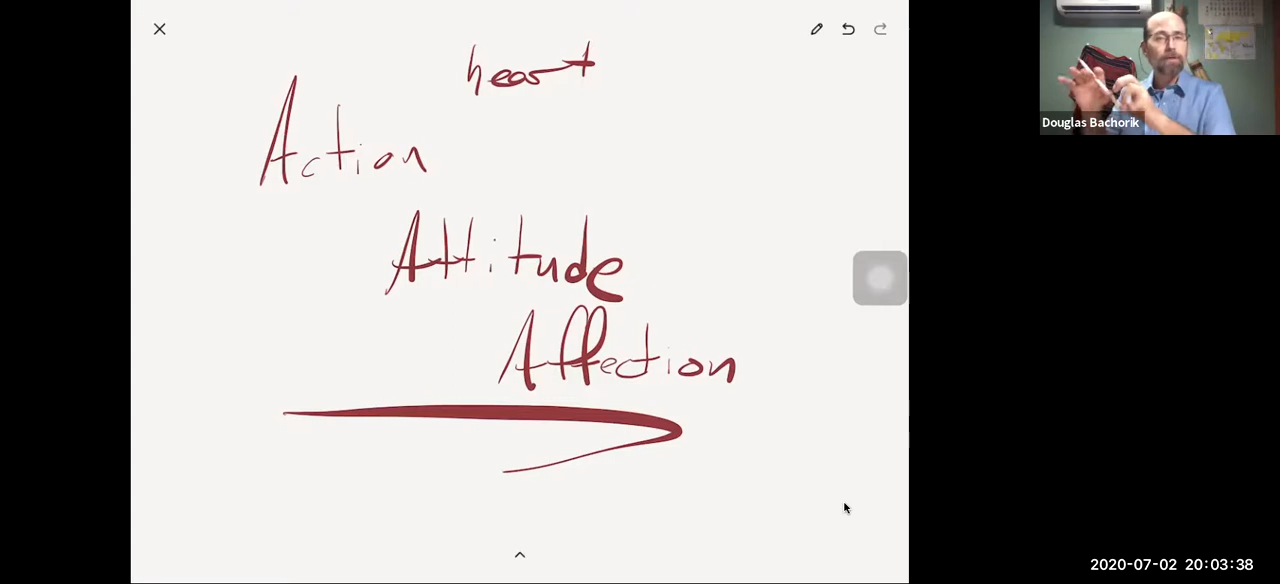 heart
Action
Attitude
Affection
Douglas Bachorik
2020-07-02 20:03:38